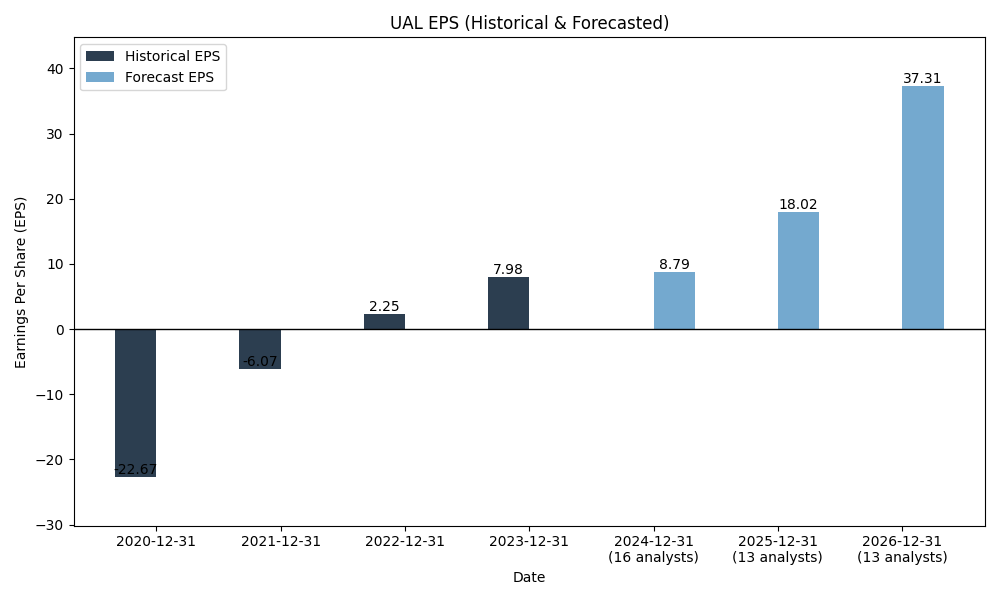 UAL EPS (Historical & Forecasted)
Historical EPS
Forecast EPS
Earnings Per Share (EPS)
40
30
20
10
0
−10
−20
−30
-22.67
-6.07
2.25
7.98
8.79
18.02
37.31
2020-12-31
2021-12-31
2022-12-31
2023-12-31
2024-12-31
(16 analysts)
2025-12-31
(13 analysts)
2026-12-31
(13 analysts)
Date